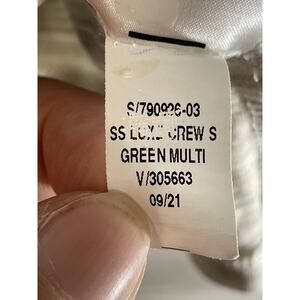 S/790926-03
SS LUXE CREW S
GREEN MULTI
V/305663
09/21